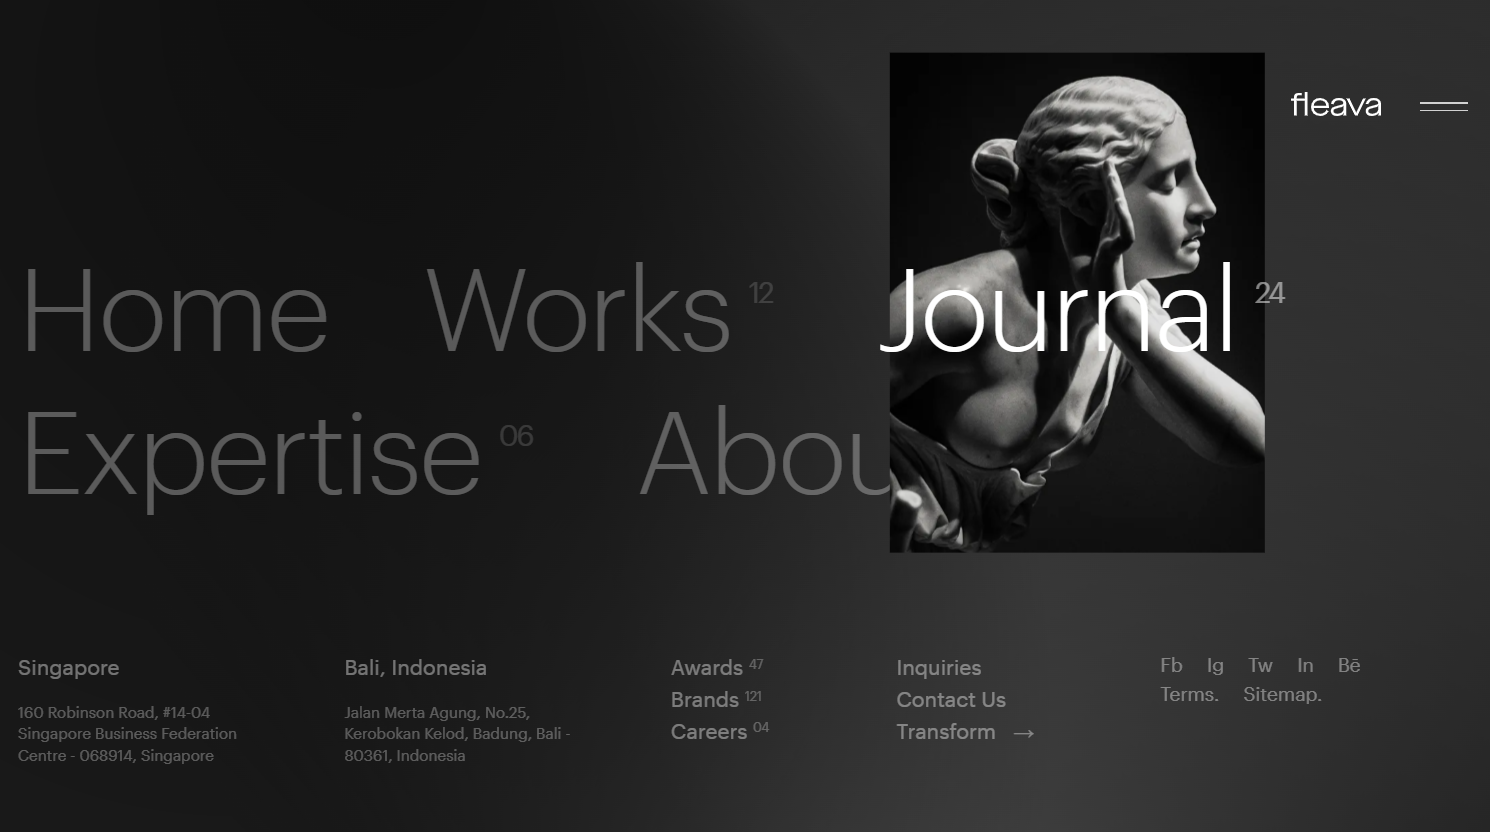 fleava
Home Works 12 Journal 24
Expertise 06 Abou
Singapore
160 Robinson Road, #14-04
Singapore Business Federation
Centre - 068914, Singapore
Bali, Indonesia
Jalan Merta Agung, No.25,
Kerobokan Kelod, Badung, Bali -
80361, Indonesia
Awards 47
Brands 121
Careers 04
Inquiries
Contact Us
Transform →
Fb Ig Tw In Bē
Terms. Sitemap.